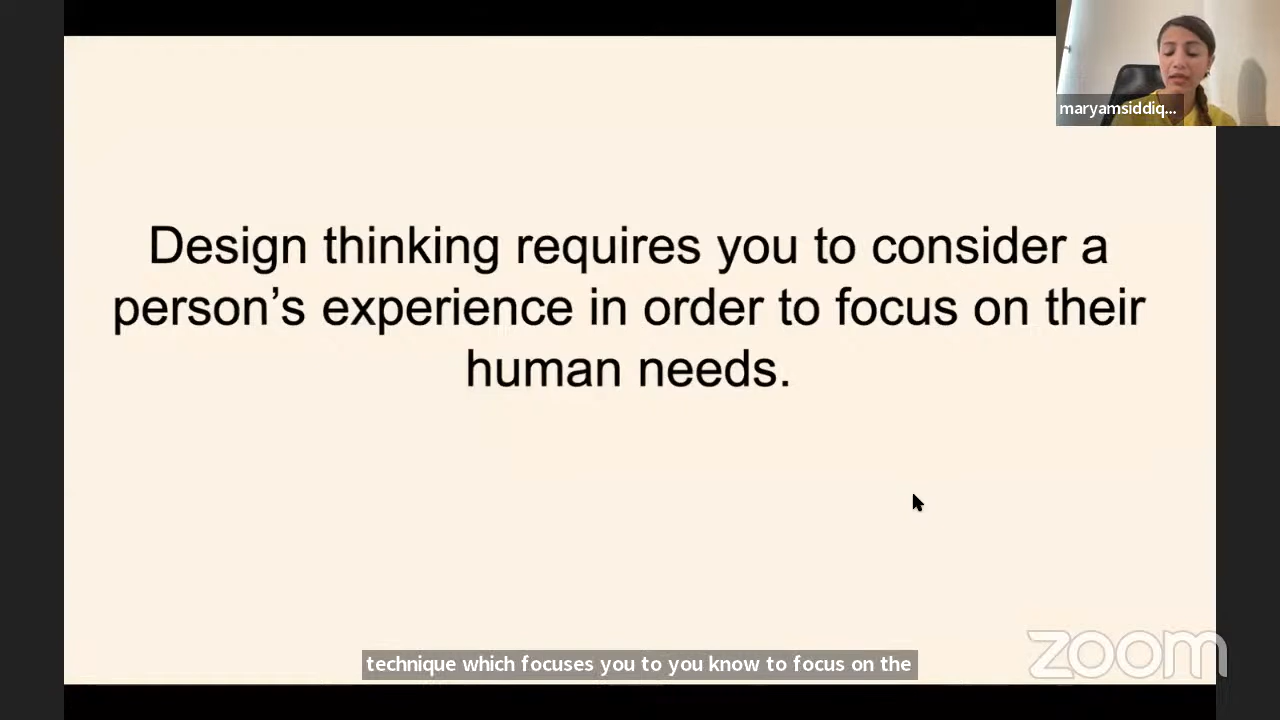 maryamsiddiq...
Design thinking requires you to consider a
person’s experience in order to focus on their
human needs.
technique which focuses you to you know to focus on the
zoom